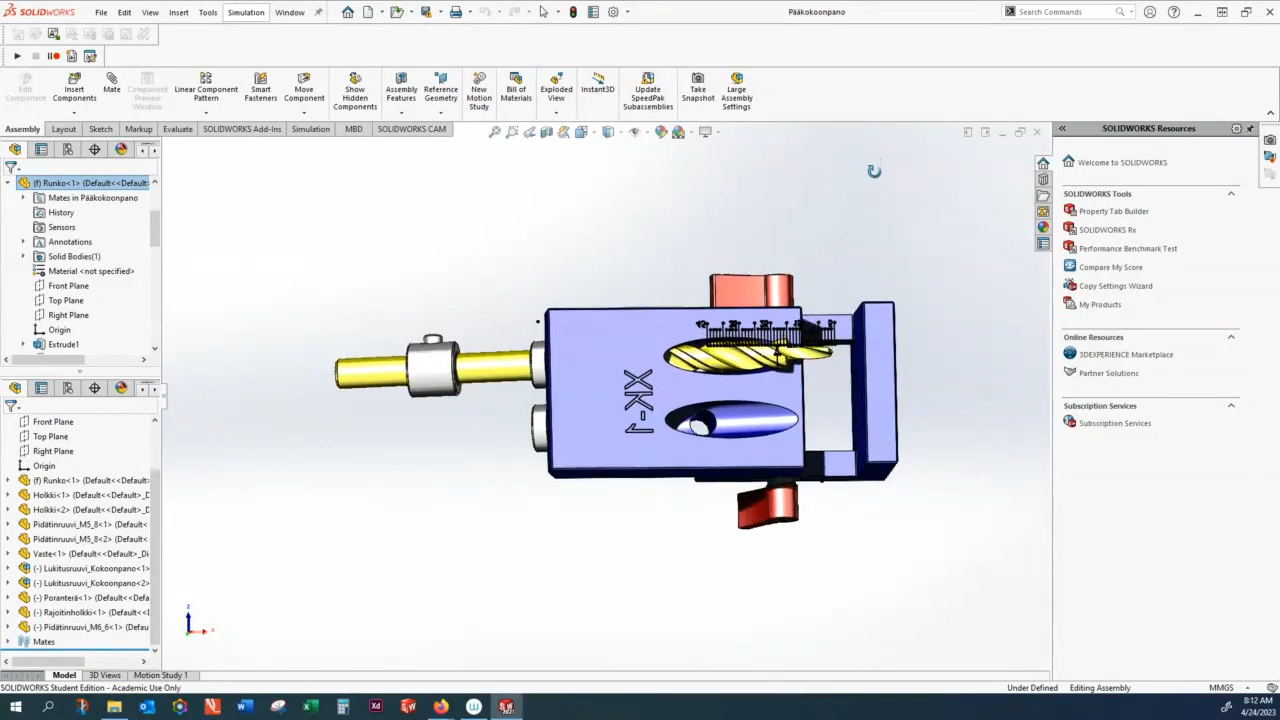 SOLIDWORKS
File
Edit
View
Insert
Tools
Simulation
Window
Pääkokoonpano
Search Commands
Edit Component
Insert Components
Mate
Component Preview Window
Linear Component Pattern
Smart Fasteners
Move Component
Show Hidden Components
Assembly Features
Reference Geometry
New Motion Study
Bill of Materials
Exploded View
Instant3D
Update SpeedPak Subassemblies
Take Snapshot
Large Assembly Settings
Assembly
Layout
Sketch
Markup
Evaluate
SOLIDWORKS Add-Ins
Simulation
MBD
SOLIDWORKS CAM
(f) Runko<1> (Default<<Default>
Mates in Pääkokoonpano
History
Sensors
Annotations
Solid Bodies(1)
Material <not specified>
Front Plane
Top Plane
Right Plane
Origin
Extrude1
Front Plane
Top Plane
Right Plane
Origin
(f) Runko<1> (Default<<Default>
Holkki<1> (Default<<Default>_D
Holkki<2> (Default<<Default>_D
Pidätinruuvi_M5_8<1> (Default<
Pidätinruuvi_M5_8<2> (Default<
Vaste<1> (Default<<Default>_Di
(-) Lukitusruuvi_Kokoonpano<1>
(-) Lukitusruuvi_Kokoonpano<2>
(-) Poranterä<1> (Default<<Defa
(-) Rajoitinholkki<1> (Default<<
(-) Pidätinruuvi_M6_6<1> (Defau
Mates
KIK-1
SOLIDWORKS Resources
Welcome to SOLIDWORKS
SOLIDWORKS Tools
Property Tab Builder
SOLIDWORKS Rx
Performance Benchmark Test
Compare My Score
Copy Settings Wizard
My Products
Online Resources
3DEXPERIENCE Marketplace
Partner Solutions
Subscription Services
Subscription Services
Model
3D Views
Motion Study 1
SOLIDWORKS Student Edition - Academic Use Only
Under Defined
Editing Assembly
MMGS
8:12 AM
4/24/2023